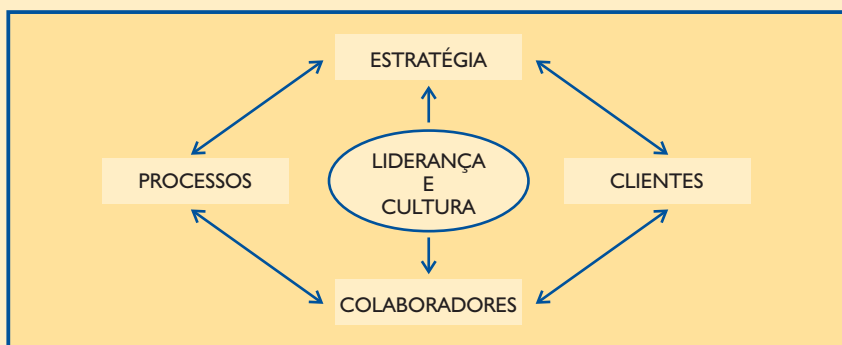 ESTRATÉGIA
PROCESSOS
LIDERANÇA
E
CULTURA
CLIENTES
COLABORADORES